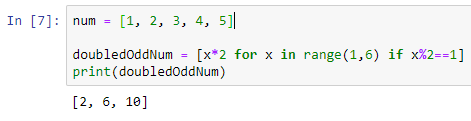 In [7]: num = [1, 2, 3, 4, 5]
doubledOddNum = [x*2 for x in range(1,6) if x%2==1]
print(doubledOddNum)
[2, 6, 10]